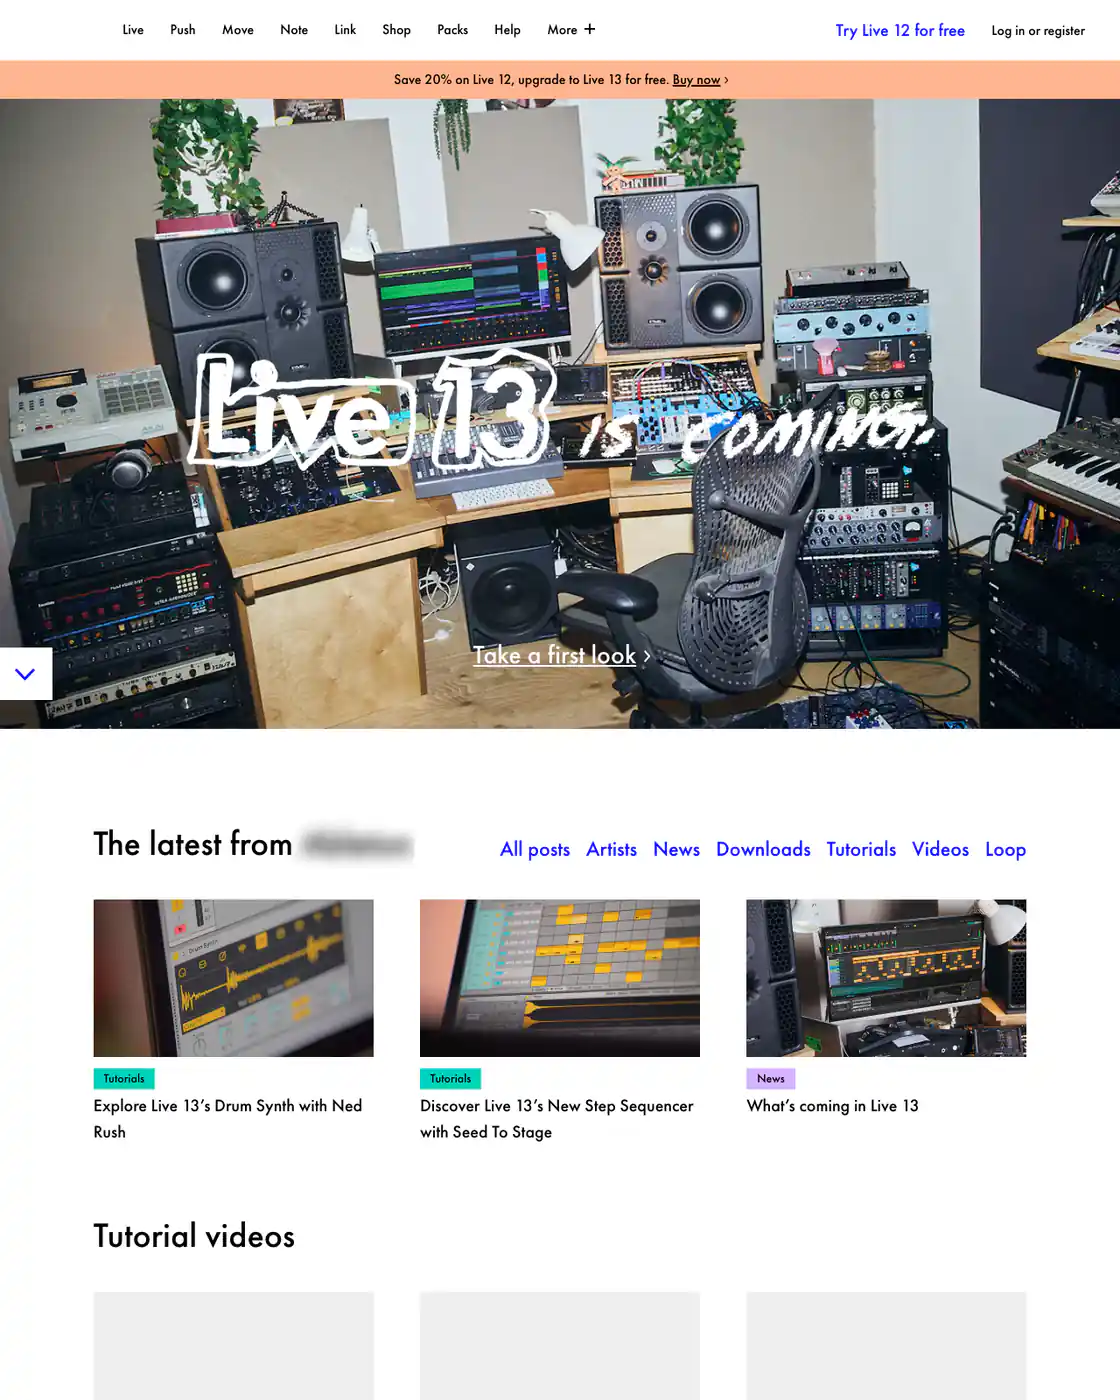 Live Push Move Note Link Shop Packs Help More +
Try Live 12 for free Log in or register
Save 20% on Live 12, upgrade to Live 13 for free. Buy now ›
Live 13 IS COMING.
Take a first look ›
The latest from
All posts Artists News Downloads Tutorials Videos Loop
Drum Synth
Tutorials
Explore Live 13’s Drum Synth with Ned
Rush
Tutorials
Discover Live 13’s New Step Sequencer
with Seed To Stage
News
What’s coming in Live 13
Tutorial videos